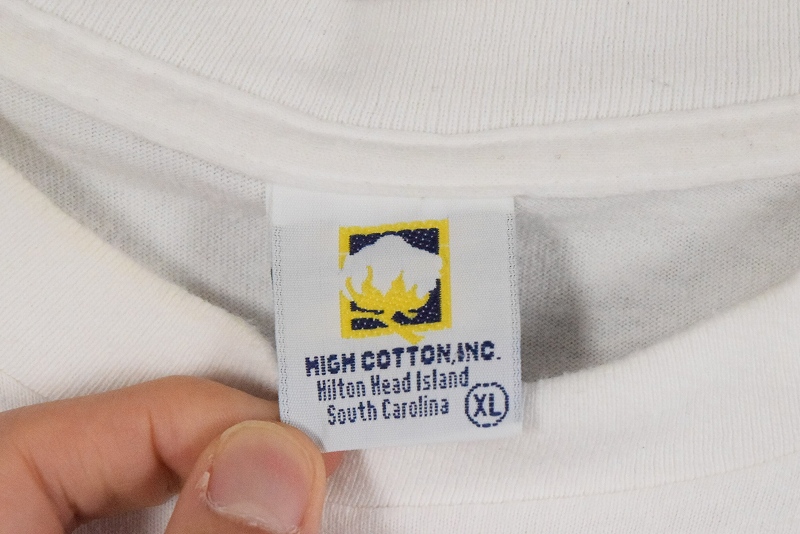 HIGH COTTON, INC.
Hilton Head Island
South Carolina
XL